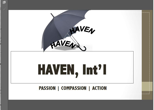 HAVEN
HAVEN
HAVEN, Int'l
PASSION | COMPASSION | ACTION